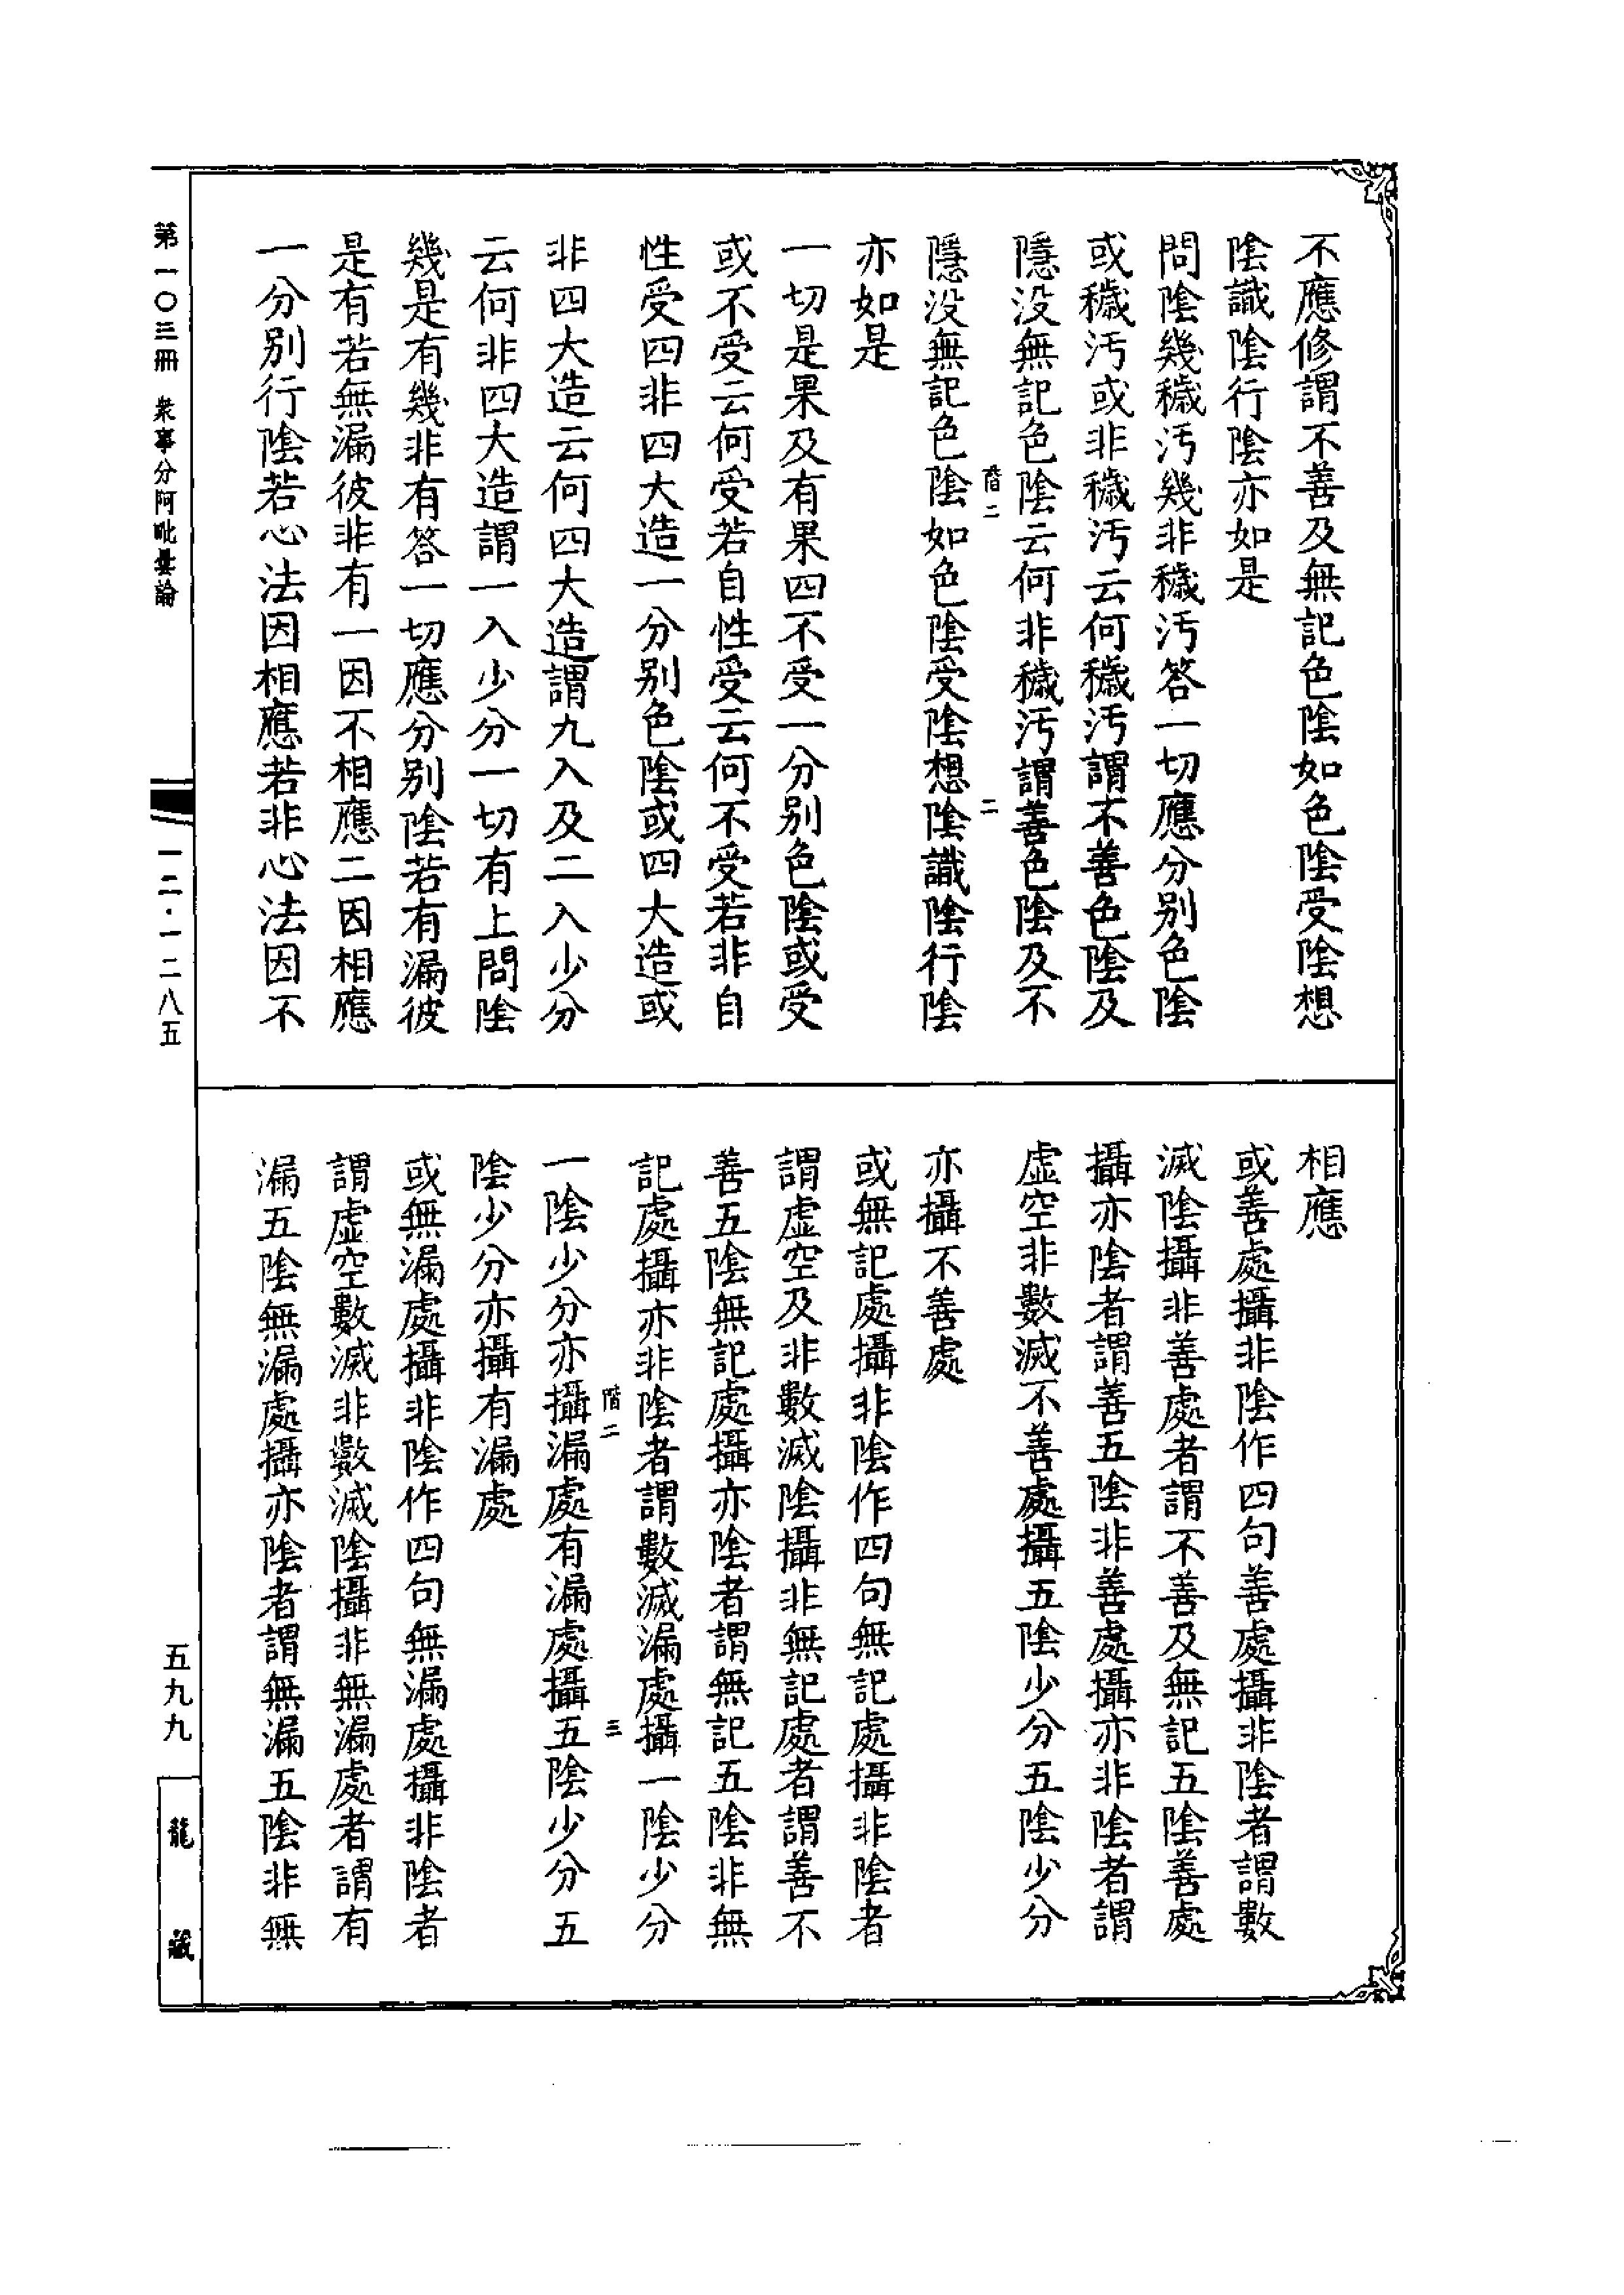 不應修謂不善及無記色陰如色陰受陰想
陰識陰行陰亦如是
問陰幾穢汚幾非穢汚答一切應分別色陰
或穢汚或非穢汚云何穢汚謂不善色陰及
隱没無記色陰云何非穢汚謂善色陰及不
階二
二
隱没無記色陰如色陰受陰想陰識陰行陰
亦如是
一切是果及有果四不受一分別色陰或受
或不受云何受若自性受云何不受若非自
性受四非四大造一分別色陰或四大造或
非四大造云何四大造謂九入及二入少分
云何非四大造謂一入少分一切有上問陰
幾是有幾非有答一切應分別陰若有漏彼
是有若無漏彼非有一因不相應二因相應
一分別行陰若心法因相應若非心法因不
相應
或善處攝非陰作四句善處攝非陰者謂數
滅陰攝非善處者謂不善及無記五陰善處
攝亦陰者謂善五陰非善處攝亦非陰者謂
虛空非數滅不善處攝五陰少分五陰少分
亦攝不善處
或無記處攝非陰作四句無記處攝非陰者
謂虛空及非數滅陰攝非無記處者謂善不
善五陰無記處攝亦陰者謂無記五陰非無
記處攝亦非陰者謂數滅漏處攝一陰少分
階二
三
一陰少分亦攝漏處有漏處攝五陰少分五
陰少分亦攝有漏處
或無漏處攝非陰作四句無漏處攝非陰者
謂虛空數滅非數滅陰攝非無漏處者謂有
漏五陰無漏處攝亦陰者謂無漏五陰非無
第一〇三冊 衆事分阿毗曇論
一二·一二八五
五九九
龍藏